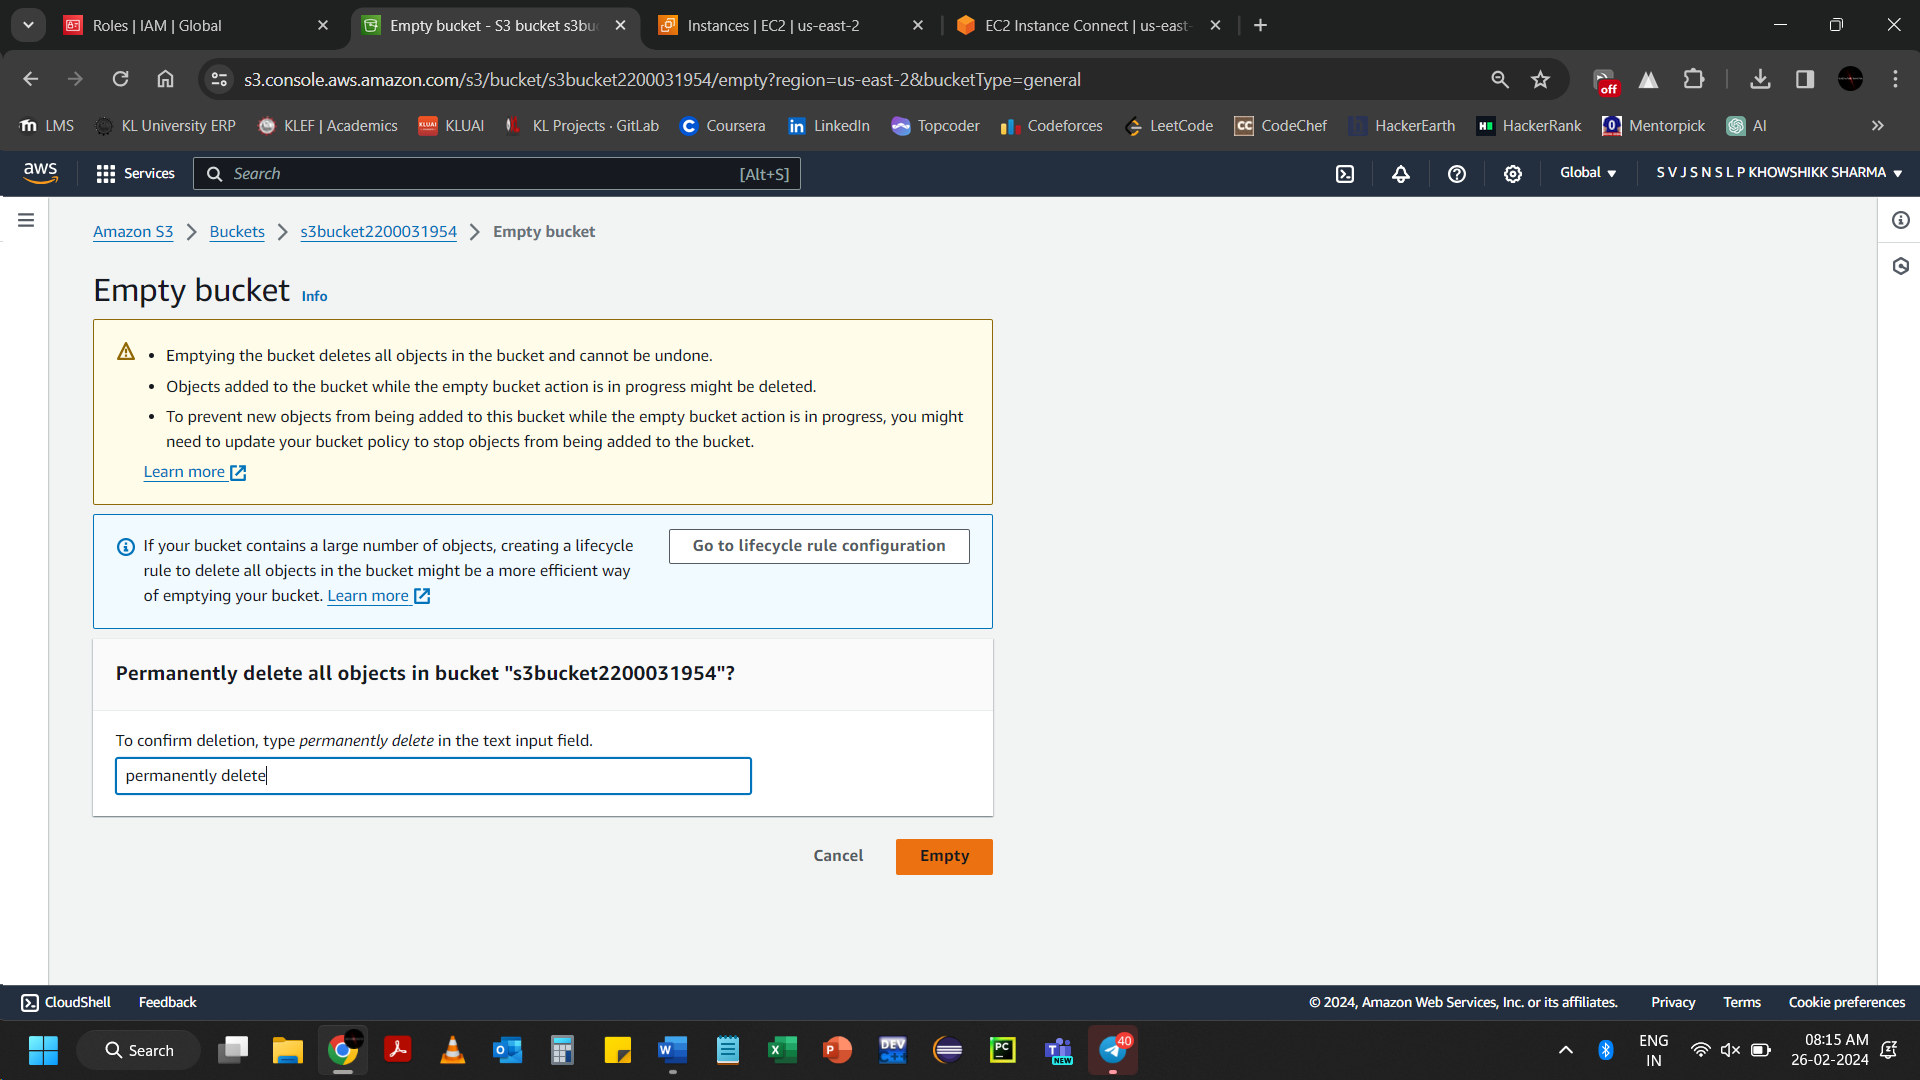 Roles | IAM | Global
Empty bucket - S3 bucket s3bu
Instances | EC2 | us-east-2
EC2 Instance Connect | us-east-
s3.console.aws.amazon.com/s3/bucket/s3bucket2200031954/empty?region=us-east-2&bucketType=general
off
LMS
KL University ERP
KLEF | Academics
KLUAI
KL Projects · GitLab
Coursera
LinkedIn
Topcoder
Codeforces
LeetCode
CodeChef
HackerEarth
HackerRank
Mentorpick
AI
aws
Services
Search
[Alt+S]
Global
S V J S N S L P KHOWSHIKK SHARMA
Amazon S3
Buckets
s3bucket2200031954
Empty bucket
Empty bucket Info
Emptying the bucket deletes all objects in the bucket and cannot be undone.
Objects added to the bucket while the empty bucket action is in progress might be deleted.
To prevent new objects from being added to this bucket while the empty bucket action is in progress, you might
need to update your bucket policy to stop objects from being added to the bucket.
Learn more
If your bucket contains a large number of objects, creating a lifecycle
rule to delete all objects in the bucket might be a more efficient way
of emptying your bucket. Learn more
Go to lifecycle rule configuration
Permanently delete all objects in bucket "s3bucket2200031954"?
To confirm deletion, type permanently delete in the text input field.
permanently delete
Cancel
Empty
CloudShell
Feedback
© 2024, Amazon Web Services, Inc. or its affiliates.
Privacy
Terms
Cookie preferences
Search
DEV
PC
NEW
40
ENG
IN
08:15 AM
26-02-2024